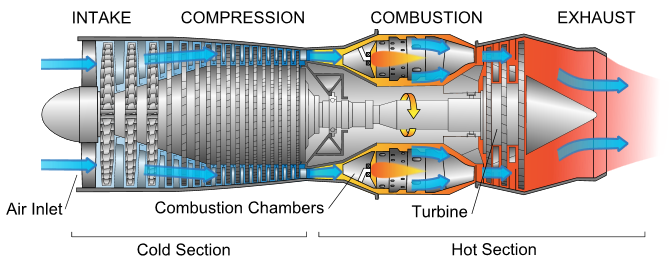 INTAKE COMPRESSION COMBUSTION EXHAUST
Air Inlet Combustion Chambers Turbine
Cold Section Hot Section